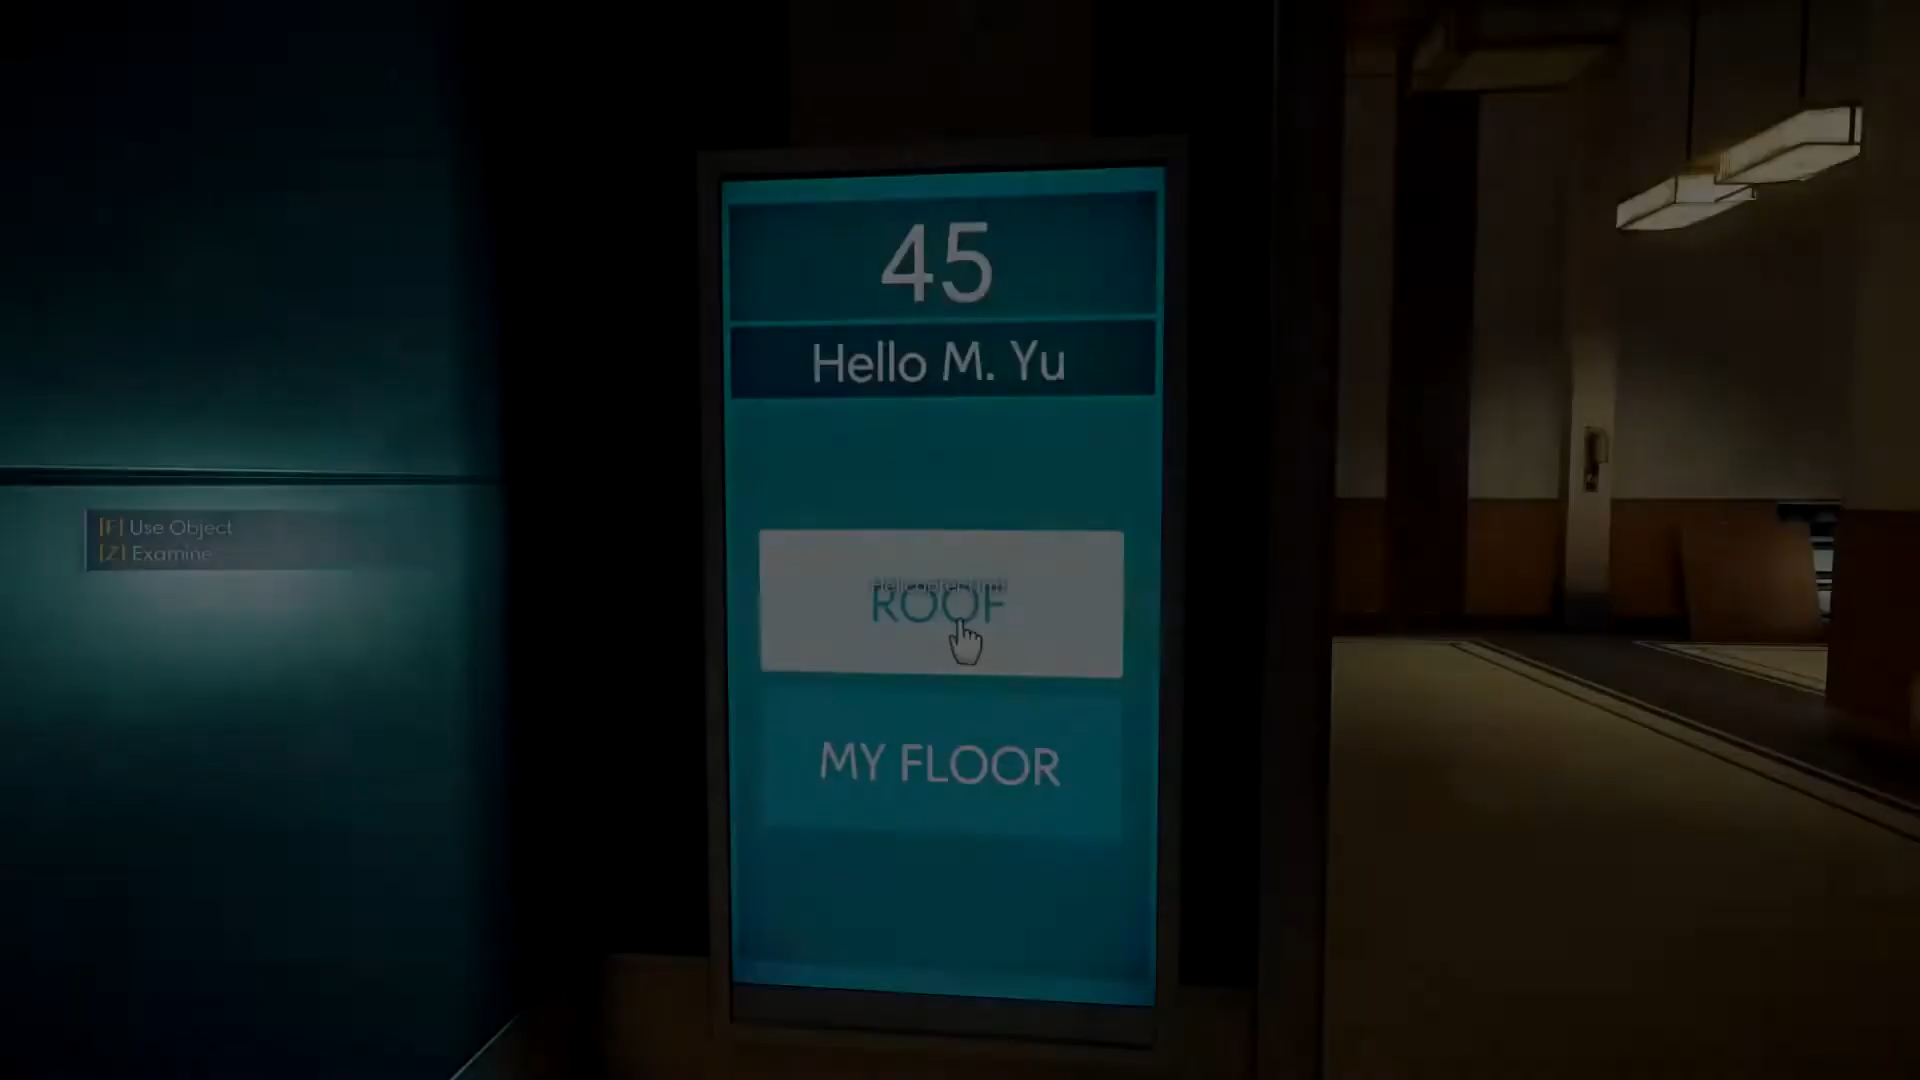 45
Hello M. Yu
[F] Use Object
[Z] Examine
ROOF
MY FLOOR